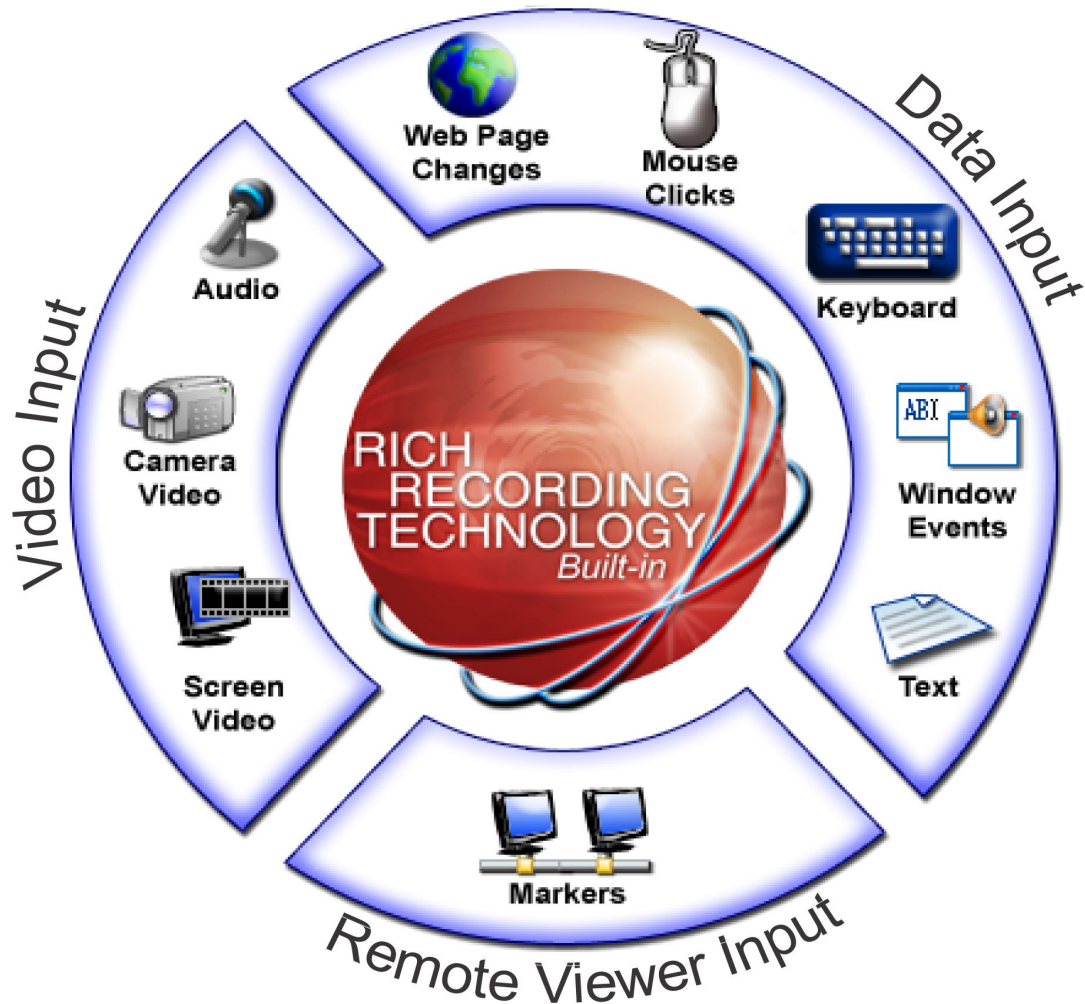 Web Page
Changes
Mouse
Clicks
Data Input
Keyboard
ABI
Window
Events
Text
Audio
Video Input
Camera
Video
Screen
Video
RICH
RECORDING
TECHNOLOGY
Built-in
Markers
Remote Viewer Input